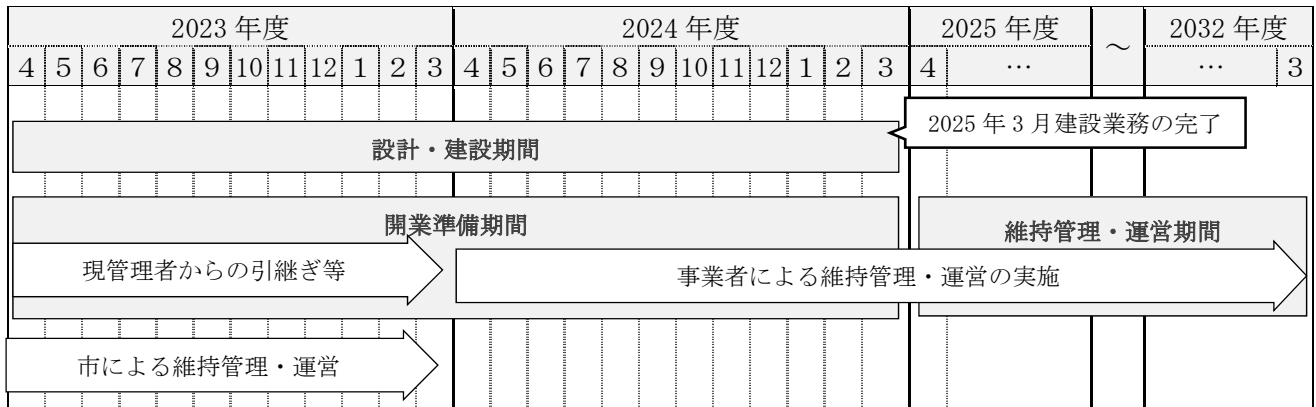 2023 年度 2024 年度 2025 年度 ～ 2032 年度
4 5 6 7 8 9 10 11 12 1 2 3 4 5 6 7 8 9 10 11 12 1 2 3 4 … … 3
2025 年 3 月建設業務の完了
設計・建設期間
開業準備期間
維持管理・運営期間
現管理者からの引継ぎ等
事業者による維持管理・運営の実施
市による維持管理・運営